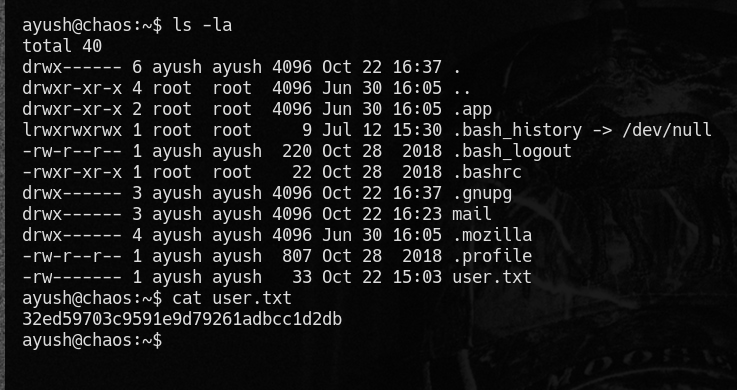 ayush@chaos:~$ ls -la
total 40
drwx------ 6 ayush ayush 4096 Oct 22 16:37 .
drwxr-xr-x 4 root  root  4096 Jun 30 16:05 ..
drwxr-xr-x 2 root  root  4096 Jun 30 16:05 .app
lrwxrwxrwx 1 root  root     9 Jul 12 15:30 .bash_history -> /dev/null
-rw-r--r-- 1 ayush ayush  220 Oct 28  2018 .bash_logout
-rwxr-xr-x 1 root  root    22 Oct 28  2018 .bashrc
drwx------ 3 ayush ayush 4096 Oct 22 16:37 .gnupg
drwx------ 3 ayush ayush 4096 Oct 22 16:23 mail
drwx------ 4 ayush ayush 4096 Jun 30 16:05 .mozilla
-rw-r--r-- 1 ayush ayush  807 Oct 28  2018 .profile
-rw------- 1 ayush ayush   33 Oct 22 15:03 user.txt
ayush@chaos:~$ cat user.txt
32ed59703c9591e9d79261adbcc1d2db
ayush@chaos:~$